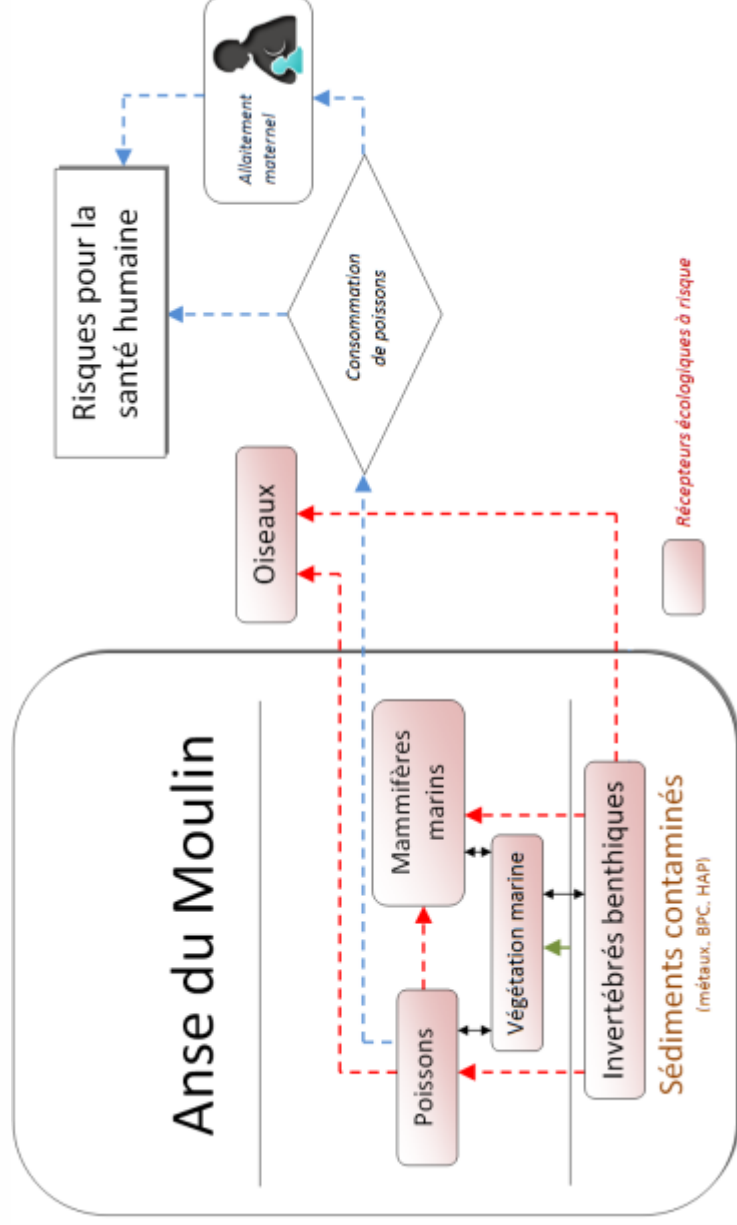 Risques pour la
santé humaine
Allaitement
maternel
Consommation
de poissons
Oiseaux
Anse du Moulin
Mammifères
marins
Poissons
Végétation marine
Invertébrés benthiques
Sédiments contaminés
(métaux, BPC, HAP)
Récepteurs écologiques à risque